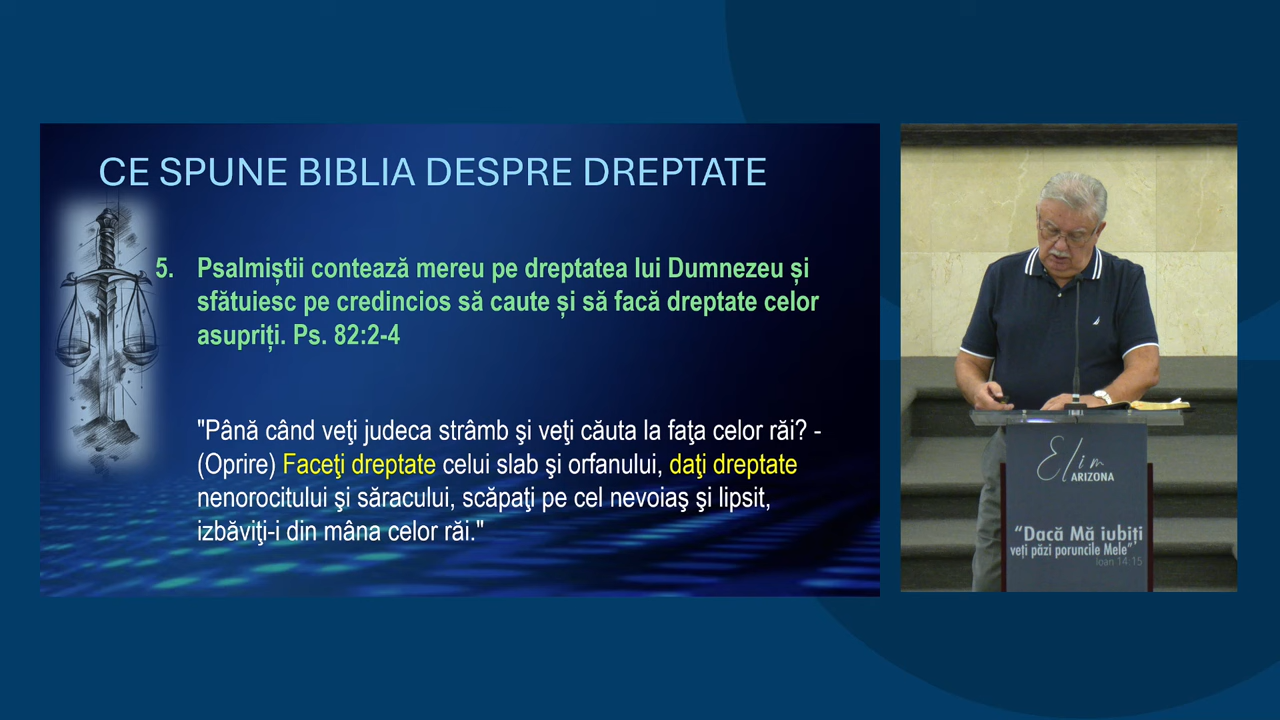 CE SPUNE BIBLIA DESPRE DREPTATE
5. Psalmiștii contează mereu pe dreptatea lui Dumnezeu și
sfătuiesc pe credincios să caute și să facă dreptate celor
asupriți. Ps. 82:2-4
"Până când veţi judeca strâmb şi veţi căuta la faţa celor răi? -
(Oprire) Faceţi dreptate celui slab şi orfanului, daţi dreptate
nenorocitului şi săracului, scăpaţi pe cel nevoiaş şi lipsit,
izbăviţi-i din mâna celor răi."
Elim
ARIZONA
“Dacă Mă iubiți
veți păzi poruncile Mele”
Ioan 14:15